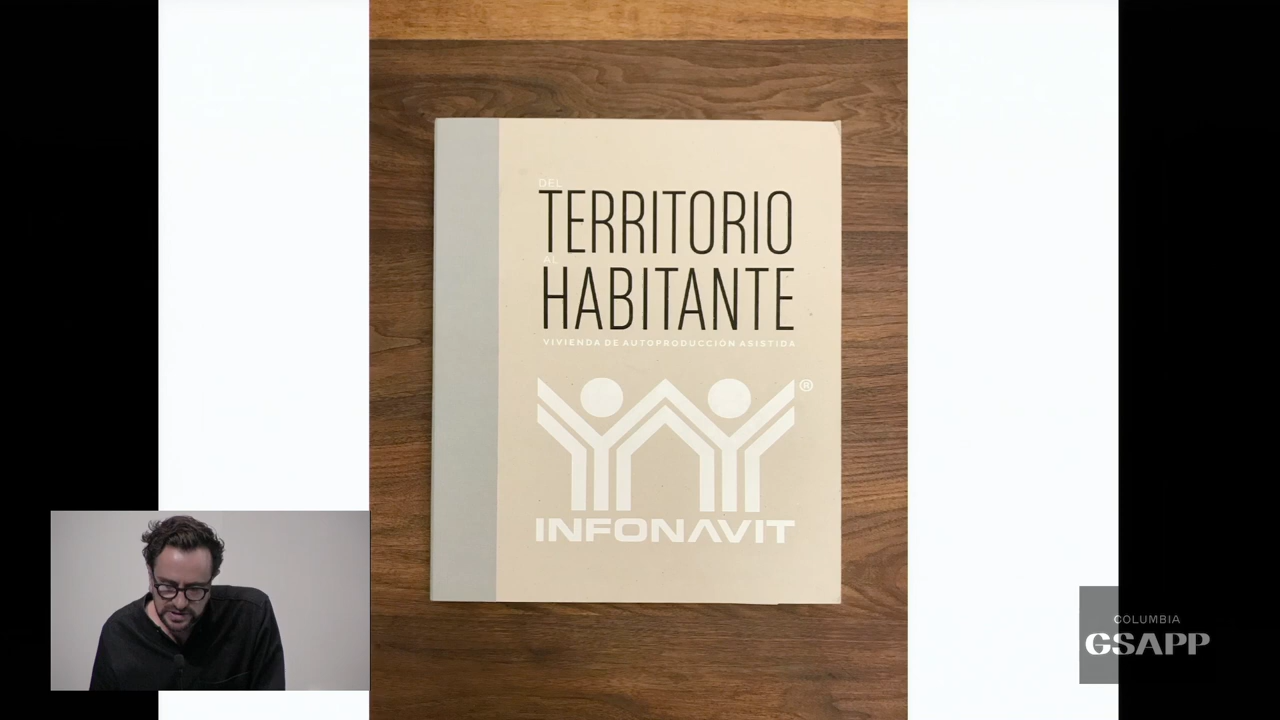 DEL
TERRITORIO
AL
HABITANTE
VIVIENDA DE AUTOPRODUCCIÓN ASISTIDA
®
INFONAVIT
COLUMBIA
GSAPP